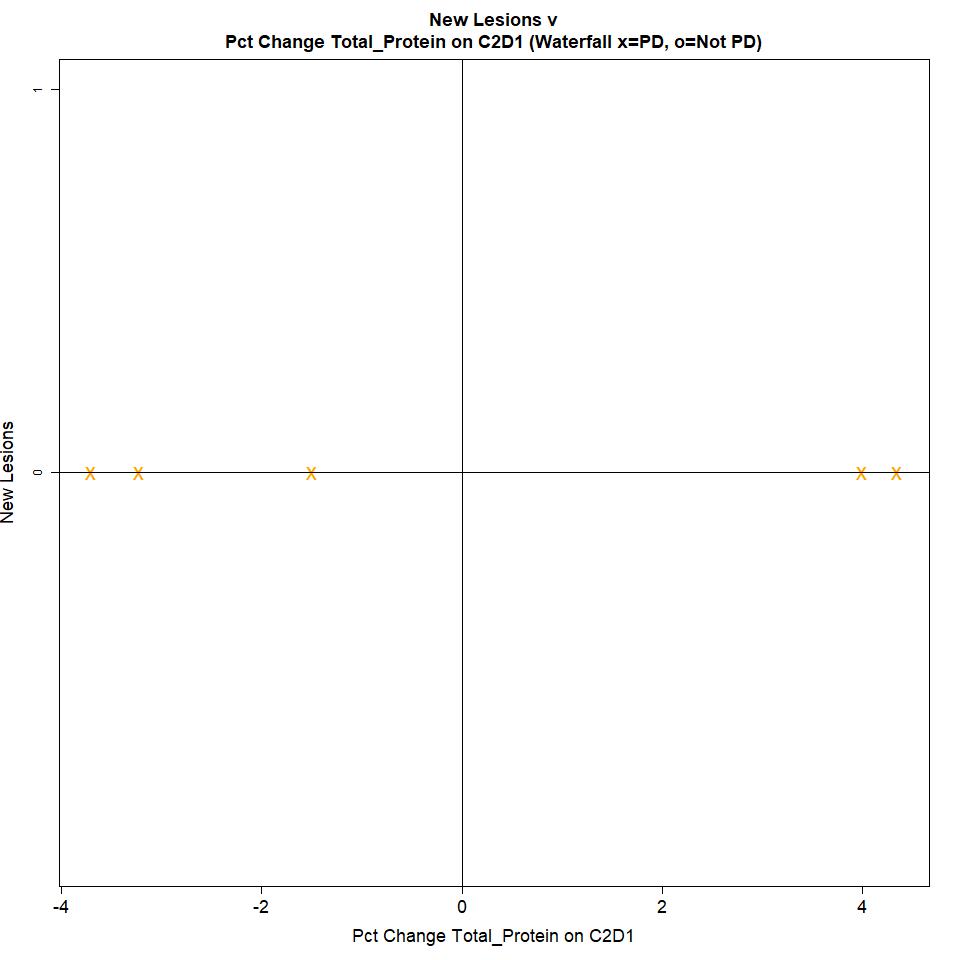 New Lesions v
Pct Change Total_Protein on C2D1 (Waterfall x=PD, o=Not PD)
1
New Lesions
0
X X X X X
-4 -2 0 2 4
Pct Change Total_Protein on C2D1